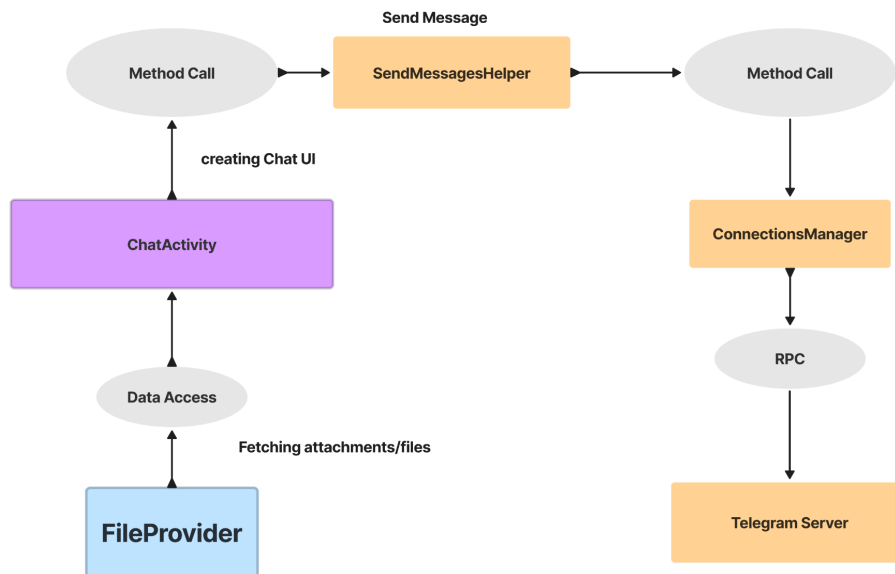 Send Message
Method Call
SendMessagesHelper
Method Call
creating Chat UI
ChatActivity
ConnectionsManager
RPC
Data Access
Fetching attachments/files
FileProvider
Telegram Server